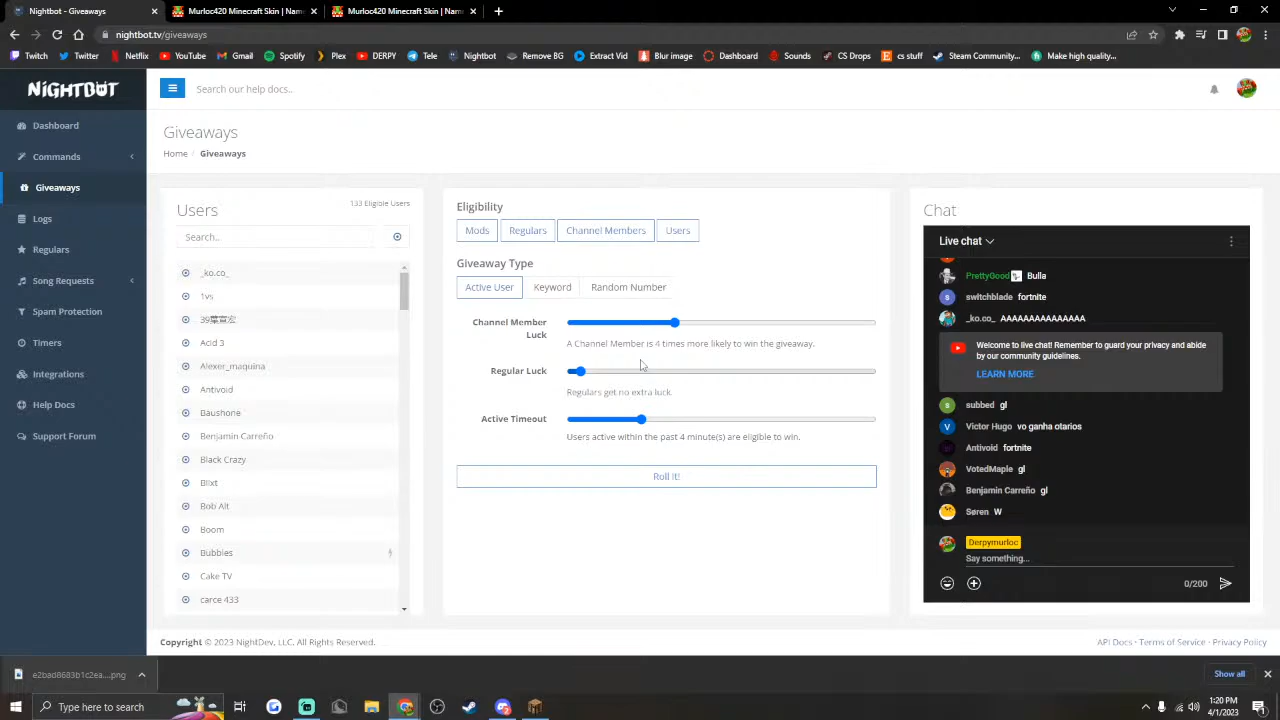 Nightbot - Giveaways
Murloc420 Minecraft Skin | Nam
Murloc420 Minecraft Skin | Nam
nightbot.tv/giveaways
Twitch
Twitter
Netflix
YouTube
Gmail
Spotify
Plex
DERPY
Tele
Nightbot
Remove BG
Extract Vid
Blur image
Dashboard
Sounds
CS Drops
cs stuff
Steam Community...
Make high quality...
NIGHTBOT
Search our help docs..
Dashboard
Commands
Giveaways
Logs
Regulars
Song Requests
Spam Protection
Timers
Integrations
Help Docs
Support Forum
Giveaways
Home / Giveaways
Users
133 Eligible Users
Search..
_ko.co_
1vs
Acid 3
Alexer_maquina
Antivoid
Baushone
Benjamin Carreño
Black Crazy
Blixt
Bob Alt
Boom
Bubbles
Cake TV
carce 433
Eligibility
Mods
Regulars
Channel Members
Users
Giveaway Type
Active User
Keyword
Random Number
Channel Member
Luck
A Channel Member is 4 times more likely to win the giveaway.
Regular Luck
Regulars get no extra luck.
Active Timeout
Users active within the past 4 minute(s) are eligible to win.
Roll It!
Chat
Live chat
PrettyGood Bulla
switchblade fortnite
_ko.co_ AAAAAAAAAAAAAAA
Welcome to live chat! Remember to guard your privacy and abide
by our community guidelines.
LEARN MORE
subbed gl
Victor Hugo vo ganha otarios
Antivoid fortnite
VotedMaple gl
Benjamin Carreño gl
Søren W
Derpymurloc
Say something...
0/200
Copyright © 2023 NightDev, LLC. All Rights Reserved.
API Docs · Terms of Service · Privacy Policy
e2bad8683b1c2ea....png
Show all
Type here to search
1:20 PM
4/1/2023